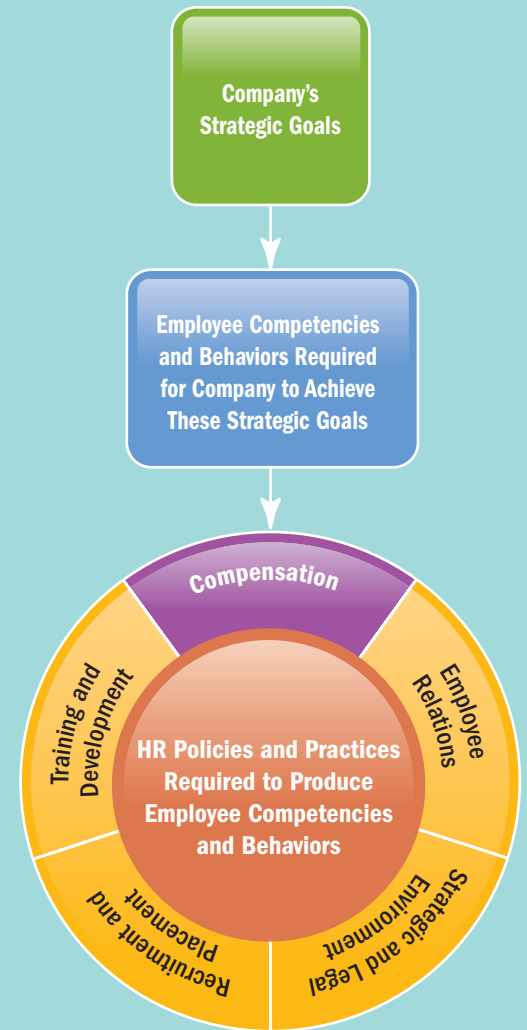 Company's
Strategic Goals
Employee Competencies
and Behaviors Required
for Company to Achieve
These Strategic Goals
Compensation
Employee
Relations
Strategic and Legal
Environment
Recruitment and
Placement
Training and
Development
HR Policies and Practices
Required to Produce
Employee Competencies
and Behaviors